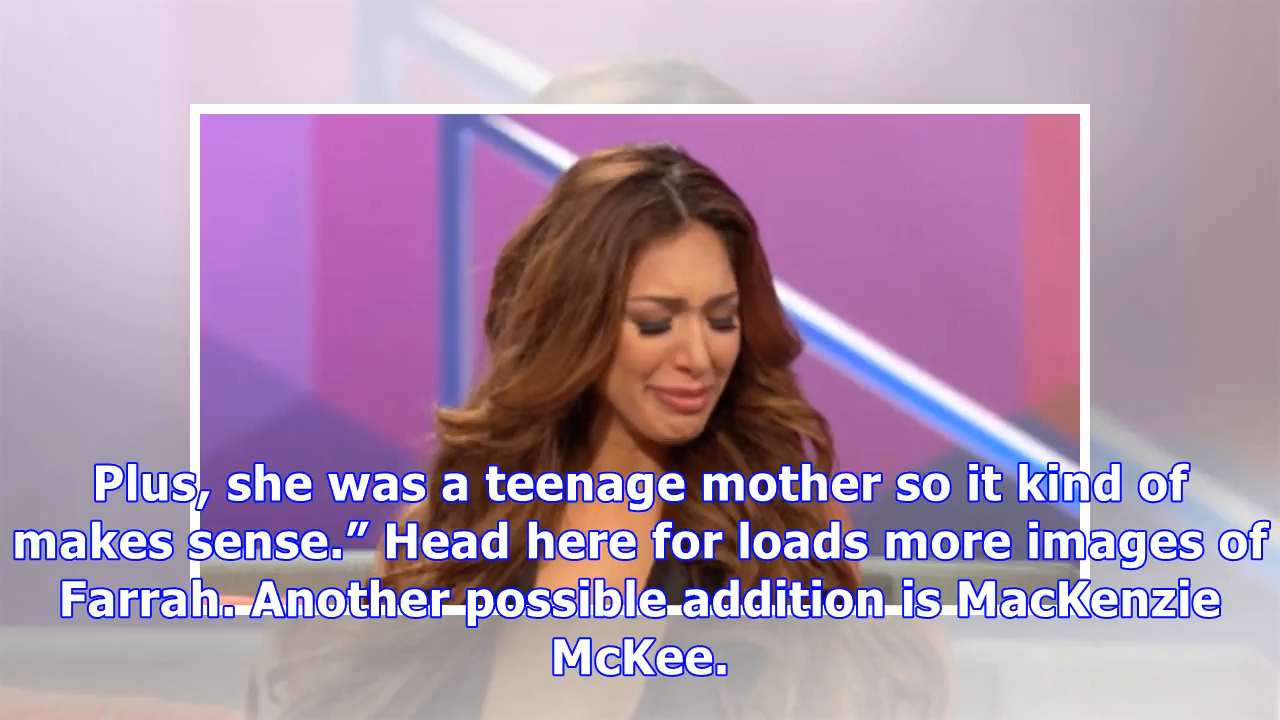 Plus, she was a teenage mother so it kind of
makes sense.” Head here for loads more images of
Farrah. Another possible addition is MacKenzie
McKee.